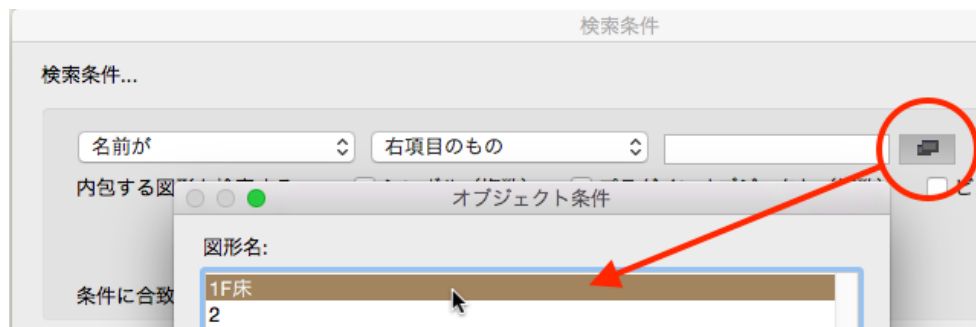 検索条件
検索条件...
名前が 右項目のもの
内包する図
オブジェクト条件
図形名:
条件に合致
1F床
2